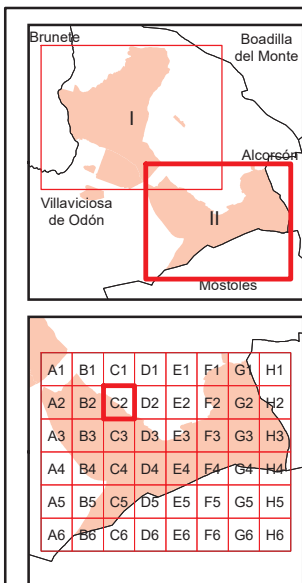 Brunete
Boadilla
del Monte
I
Alcorcón
Villaviciosa
de Odón
II
Móstoles
A1 B1 C1 D1 E1 F1 G1 H1
A2 B2 C2 D2 E2 F2 G2 H2
A3 B3 C3 D3 E3 F3 G3 H3
A4 B4 C4 D4 E4 F4 G4 H4
A5 B5 C5 D5 E5 F5 G5 H5
A6 B6 C6 D6 E6 F6 G6 H6